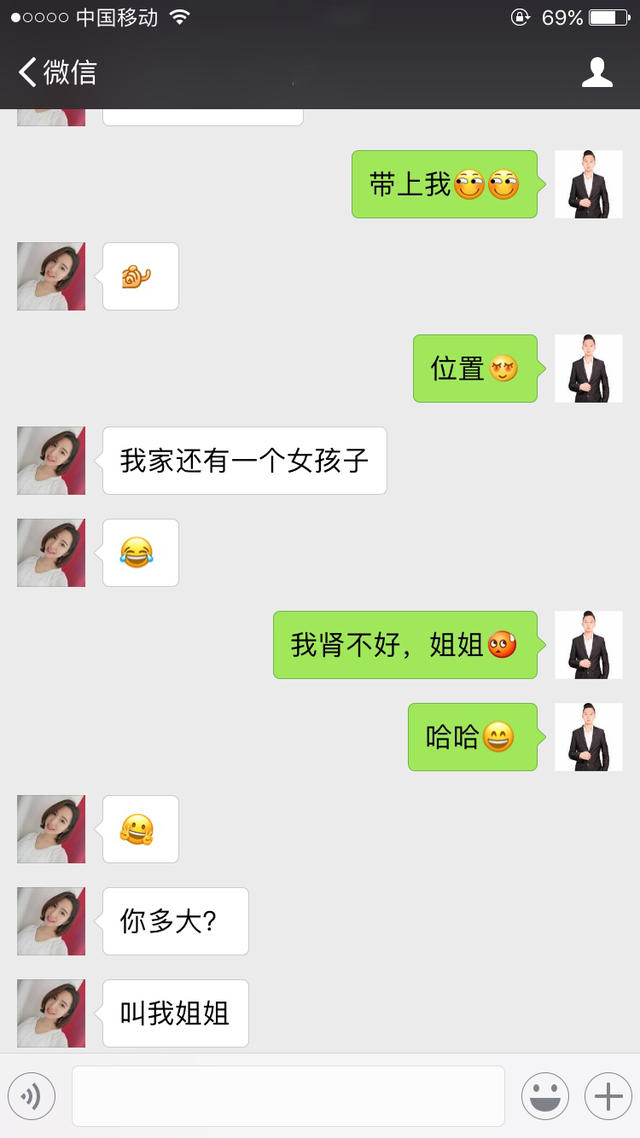 中国移动 69%
微信
带上我
位置
我家还有一个女孩子
我肾不好，姐姐
哈哈
你多大？
叫我姐姐